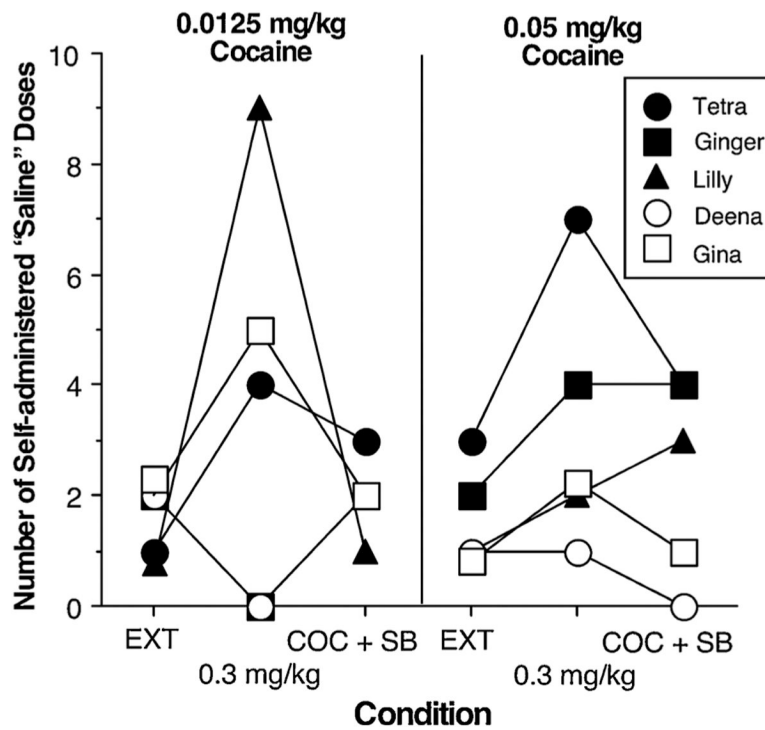 0.0125 mg/kg
Cocaine
0.05 mg/kg
Cocaine
Number of Self-administered “Saline” Doses
10
8
6
4
2
0
Tetra
Ginger
Lilly
Deena
Gina
EXT
COC + SB
EXT
COC + SB
0.3 mg/kg
0.3 mg/kg
Condition